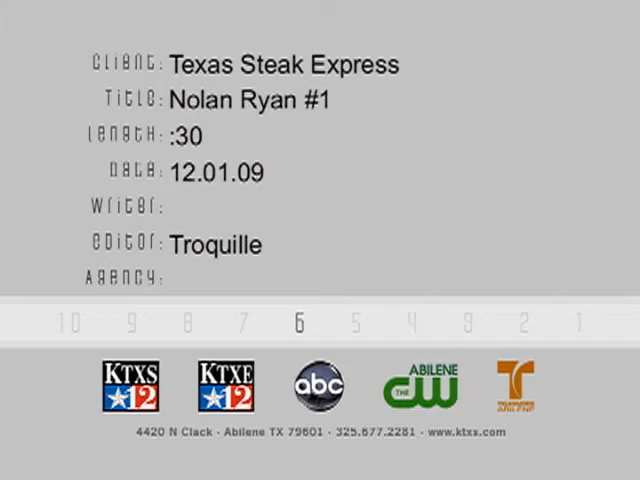 Client: Texas Steak Express
Title: Nolan Ryan #1
Length: :30
Date: 12.01.09
Writer:
Editor: Troquille
Agency:
10 9 8 7 6 5 4 3 2 1
KTXS 12 KTXE 12 abc ABILENE THE CW T
4420 N Clack - Abilene TX 79601 - 325.677.2281 - www.ktxs.com